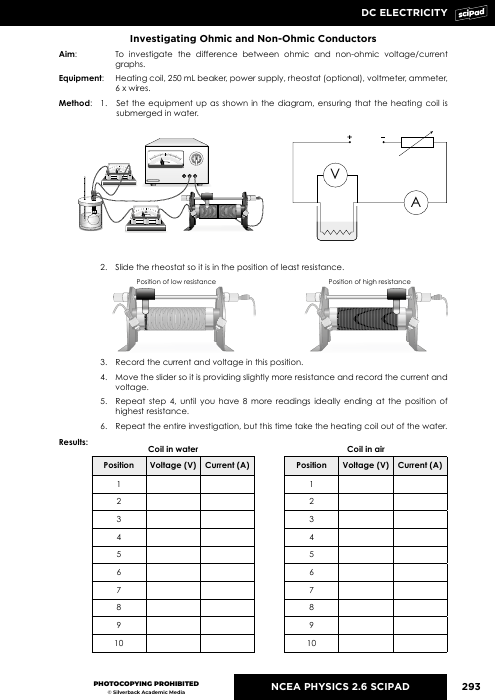 DC ELECTRICITY scipad
Investigating Ohmic and Non-Ohmic Conductors
Aim: To investigate the difference between ohmic and non-ohmic voltage/current
graphs.
Equipment: Heating coil, 250 mL beaker, power supply, rheostat (optional), voltmeter, ammeter,
6 x wires.
Method: 1. Set the equipment up as shown in the diagram, ensuring that the heating coil is
submerged in water.
+ -
V
A
2. Slide the rheostat so it is in the position of least resistance.
Position of low resistance Position of high resistance
3. Record the current and voltage in this position.
4. Move the slider so it is providing slightly more resistance and record the current and
voltage.
5. Repeat step 4, until you have 8 more readings ideally ending at the position of
highest resistance.
6. Repeat the entire investigation, but this time take the heating coil out of the water.
Results:
Coil in water Coil in air
Position Voltage (V) Current (A) Position Voltage (V) Current (A)
1 1
2 2
3 3
4 4
5 5
6 6
7 7
8 8
9 9
10 10
PHOTOCOPYING PROHIBITED
© Silverback Academic Media
NCEA PHYSICS 2.6 SCIPAD 293